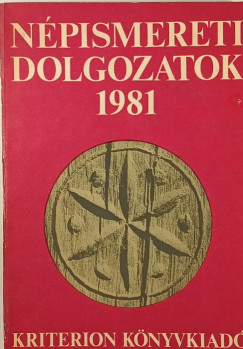 NÉPISMERETI
DOLGOZATOK
1981
KRITERION KÖNYVKIADÓ